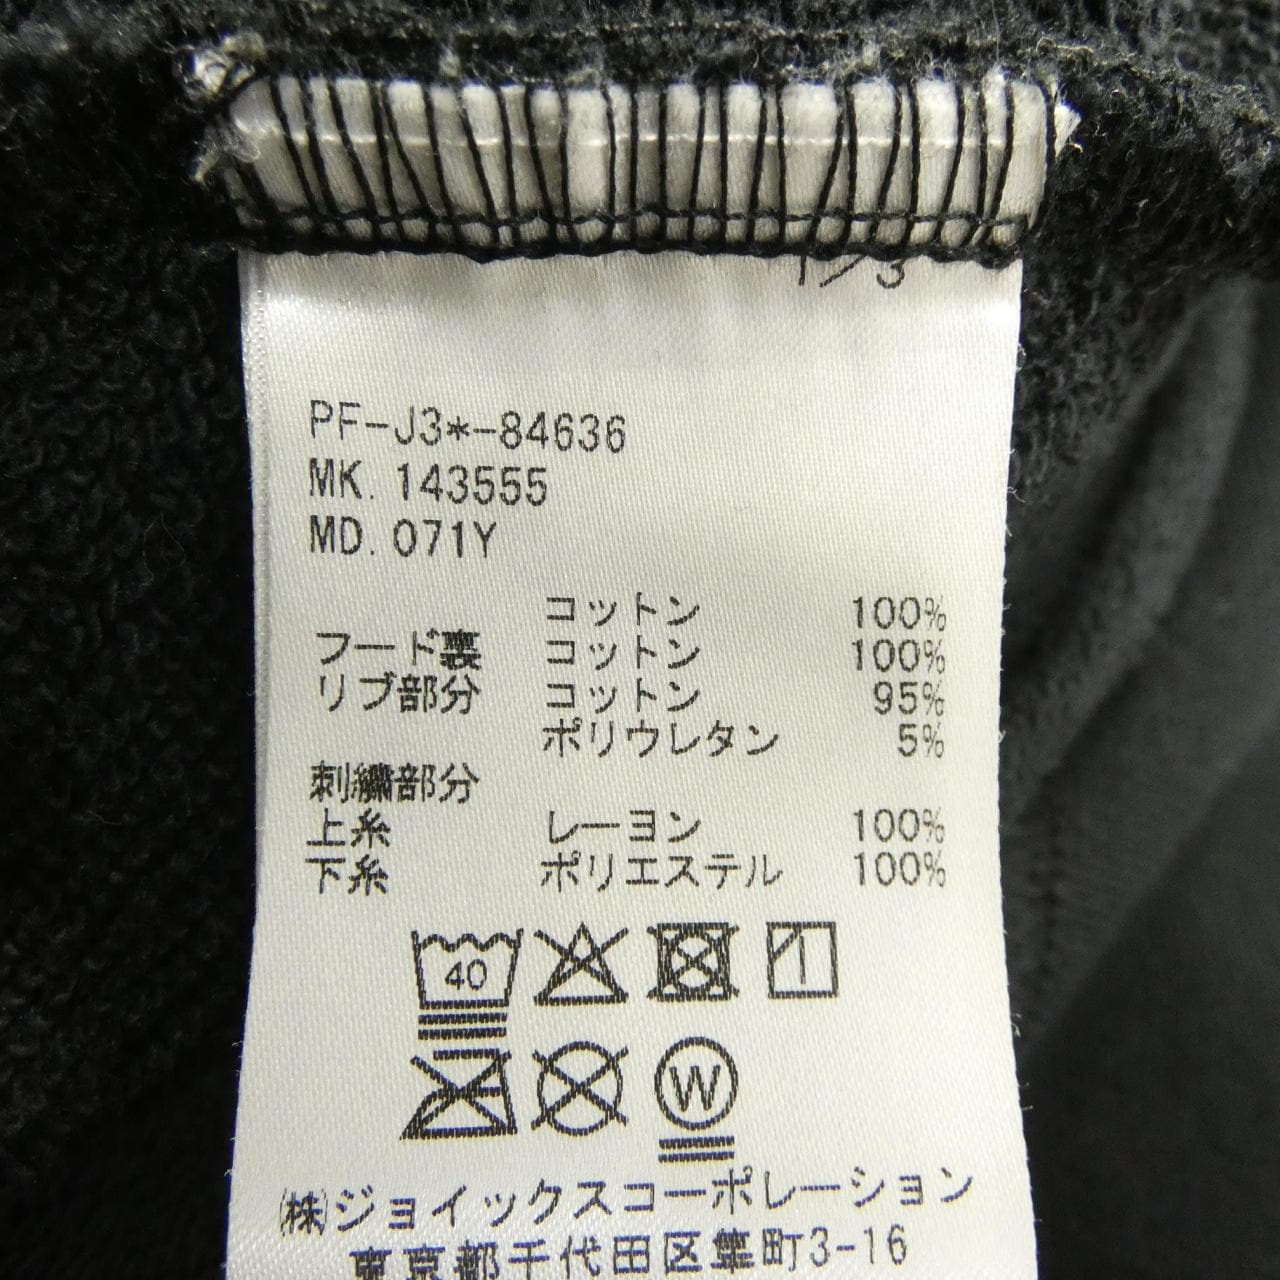 1/3
PF-J3*-84636
MK. 143555
MD. 071Y
コットン 100%
フード裏 コットン 100%
リブ部分 コットン 95%
ポリウレタン 5%
刺繍部分
上糸 レーヨン 100%
下糸 ポリエステル 100%
40
W
㈱ジョイックスコーポレーション
東京都千代田区隼町3-16